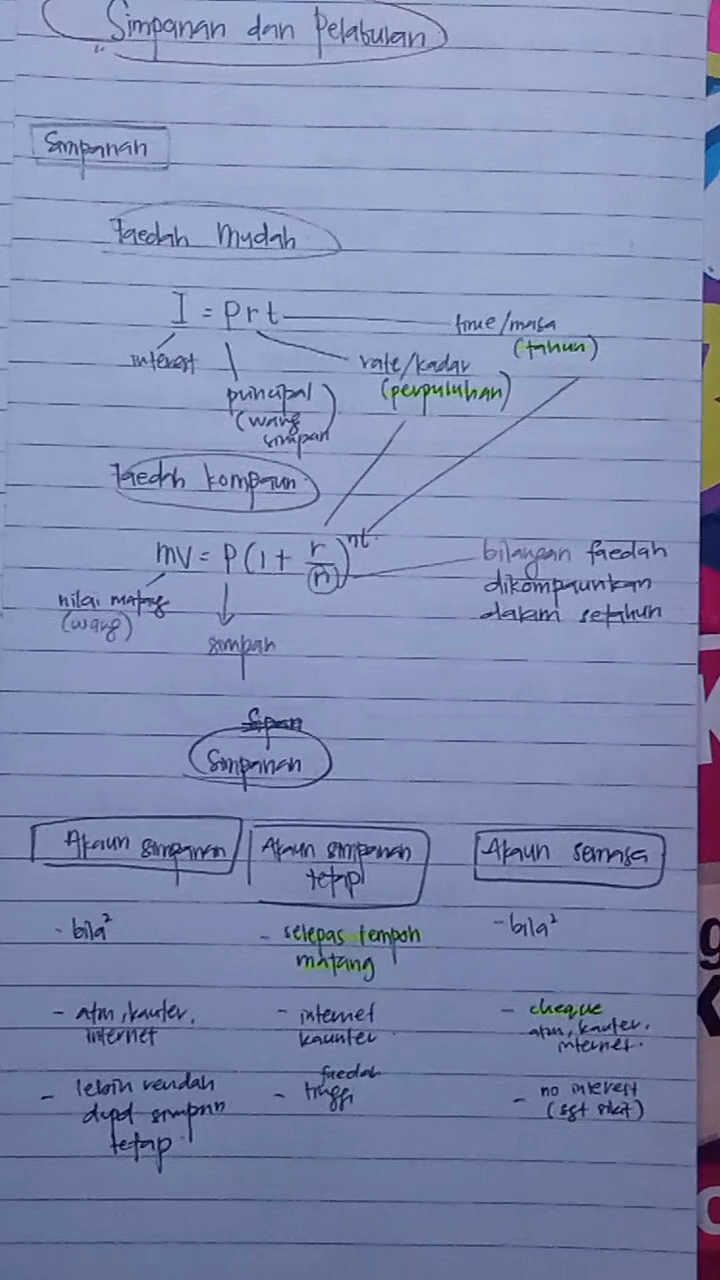 Simpanan dan Pelaburan
Simpanan
Faedah Mudah
I = Prt
time/masa
(tahun)
interest
rate/kadar
(perpuluhan)
principal
(wang
simpan
Faedah kompaun
MV = P(1 + r/n)^nt
bilangan faedah
dikompaunkan
dalam setahun
nilai matang
(wang)
simpan
Simpanan
Akaun simpanan
Akaun simpanan
tetap
Akaun semasa
- bila²
- selepas tempoh
matang
- bila²
- atm, kauter,
internet
- internet
kaunter
- cheque
atm, kauter,
internet.
- lebih rendah
drpd simpnn
tetap
- faedah
tinggi
- no interest
(sgt sikit)